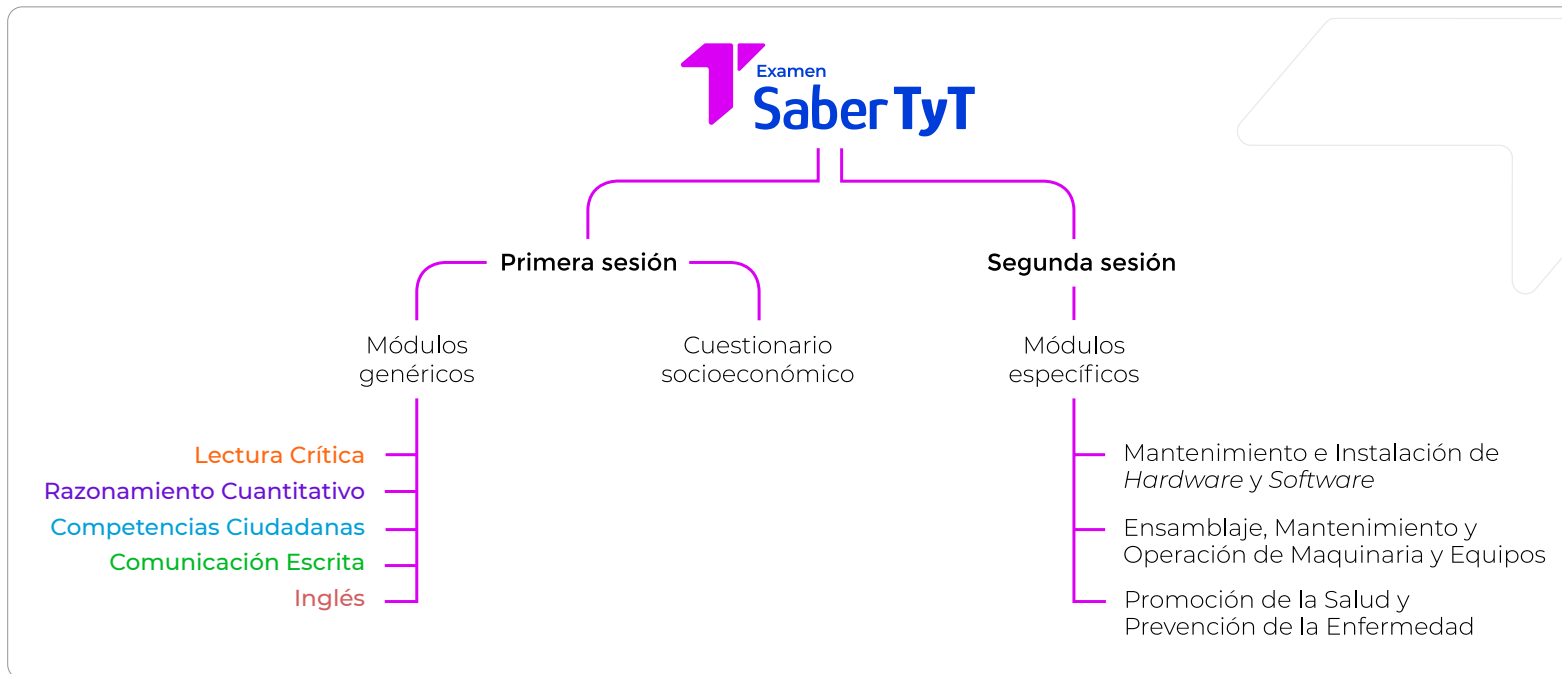 Examen
Saber TyT
Primera sesión
Segunda sesión
Módulos
genéricos
Cuestionario
socioeconómico
Módulos
específicos
Lectura Crítica
Razonamiento Cuantitativo
Competencias Ciudadanas
Comunicación Escrita
Inglés
Mantenimiento e Instalación de
Hardware y Software
Ensamblaje, Mantenimiento y
Operación de Maquinaria y Equipos
Promoción de la Salud y
Prevención de la Enfermedad